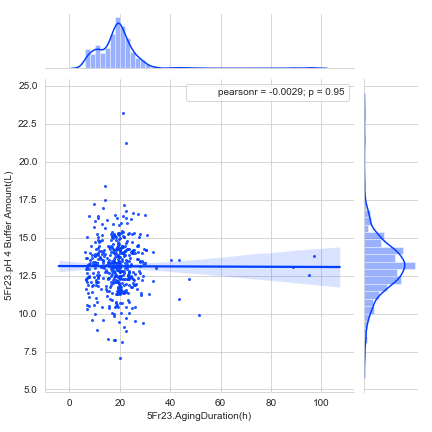 pearsonr = -0.0029; p = 0.95
25.0
22.5
20.0
17.5
15.0
12.5
10.0
7.5
5.0
5Fr23.pH 4 Buffer Amount(L)
0 20 40 60 80 100
5Fr23.AgingDuration(h)